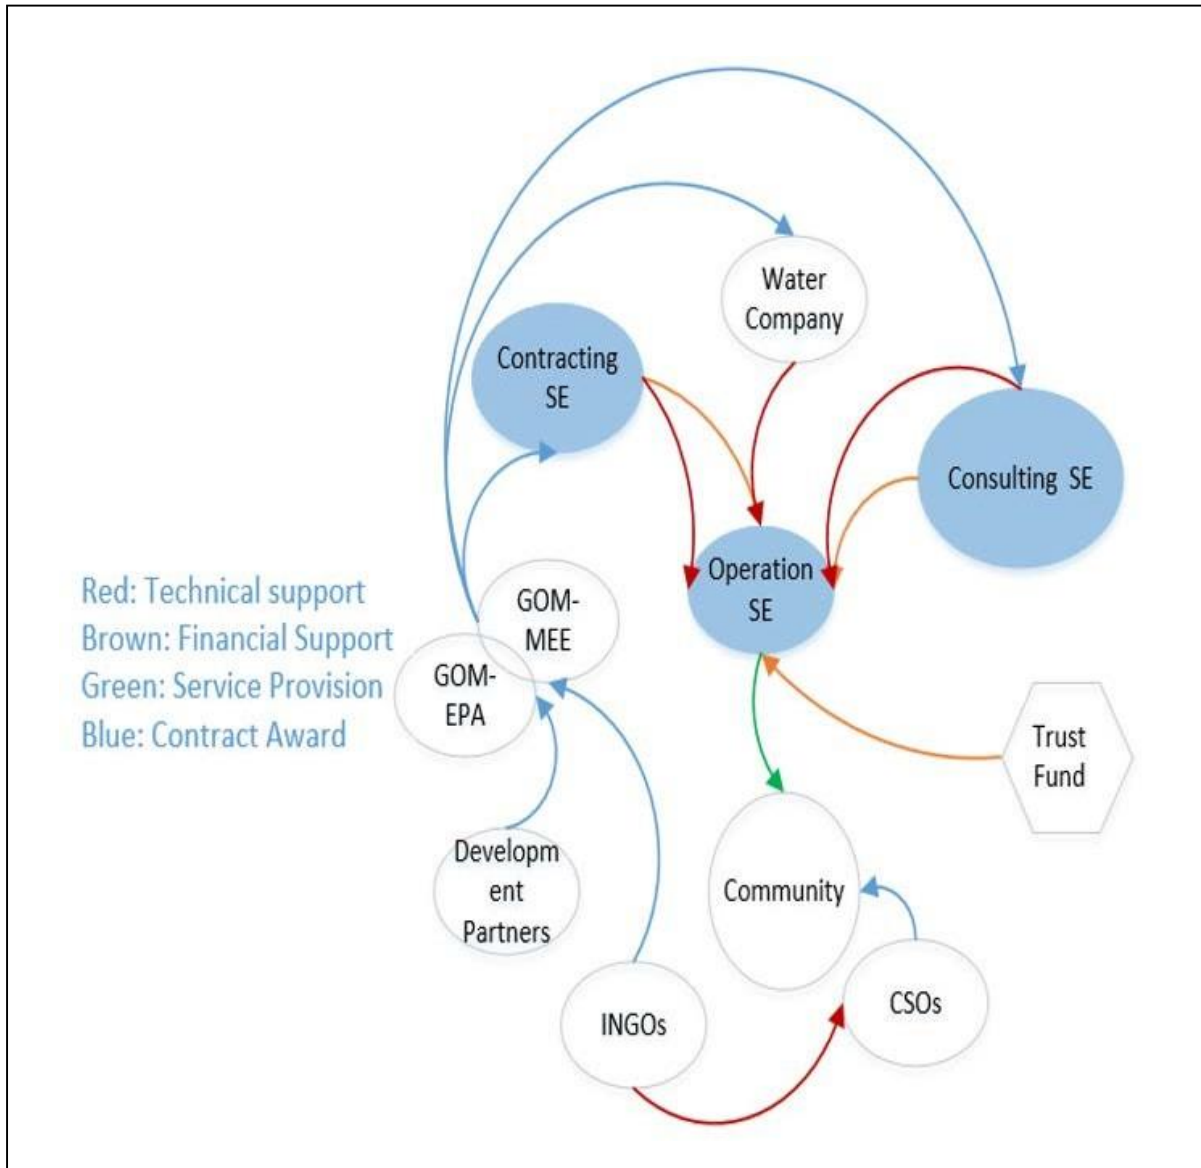 Water
Company
Contracting
SE
Consulting SE
Operation
SE
GOM-
MEE
GOM-
EPA
Red: Technical support
Brown: Financial Support
Green: Service Provision
Blue: Contract Award
Trust
Fund
Developm
ent
Partners
Community
CSOs
INGOs